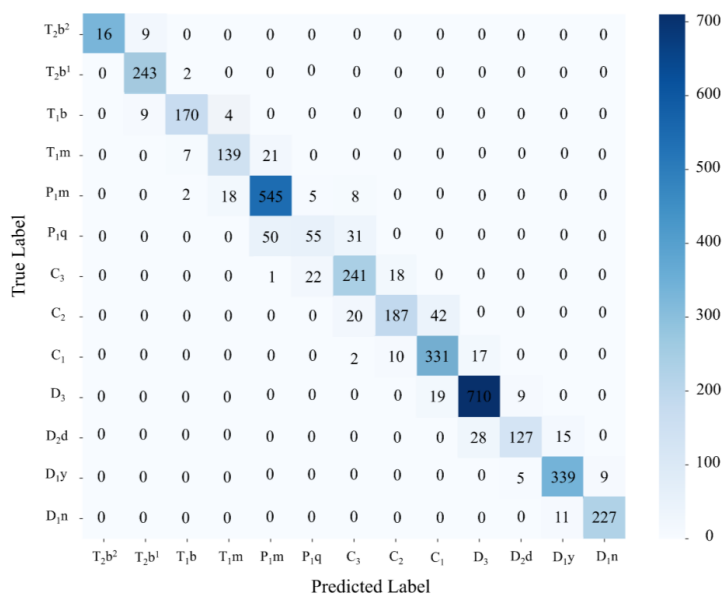 T₂b² 16 9 0 0 0 0 0 0 0 0 0 0 0
T₂b¹ 0 243 2 0 0 0 0 0 0 0 0 0 0
T₁b 0 9 170 4 0 0 0 0 0 0 0 0 0
T₁m 0 0 7 139 21 0 0 0 0 0 0 0 0
P₁m 0 0 2 18 545 5 8 0 0 0 0 0 0
P₁q 0 0 0 0 50 55 31 0 0 0 0 0 0
C₃ 0 0 0 0 1 22 241 18 0 0 0 0 0
C₂ 0 0 0 0 0 0 20 187 42 0 0 0 0
C₁ 0 0 0 0 0 0 2 10 331 17 0 0 0
D₃ 0 0 0 0 0 0 0 0 19 710 9 0 0
D₂d 0 0 0 0 0 0 0 0 0 28 127 15 0
D₁y 0 0 0 0 0 0 0 0 0 0 5 339 9
D₁n 0 0 0 0 0 0 0 0 0 0 0 11 227
T₂b² T₂b¹ T₁b T₁m P₁m P₁q C₃ C₂ C₁ D₃ D₂d D₁y D₁n
Predicted Label
True Label
700
600
500
400
300
200
100
0